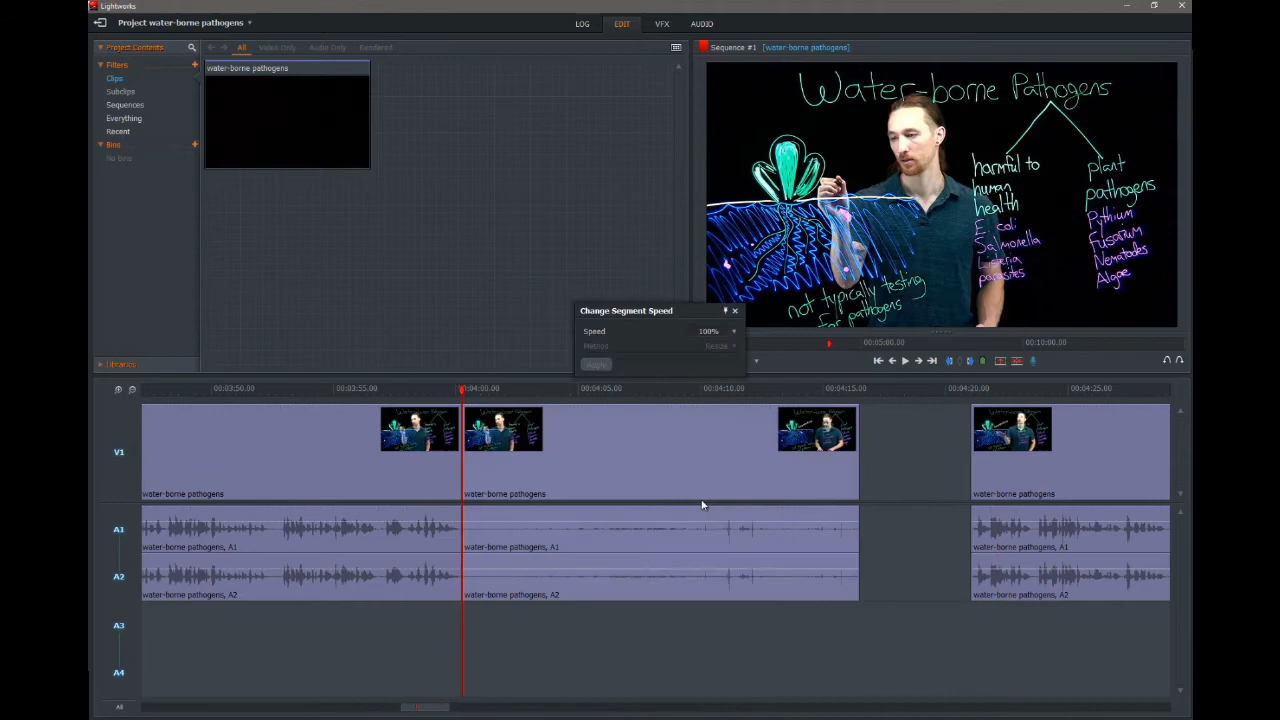 Lightworks
Project water-borne pathogens
LOG EDIT VFX AUDIO
Project Contents
All Video Only Audio Only Rendered
Sequence #1 [water-borne pathogens]
Filters
Clips
Subclips
Sequences
Everything
Recent
Bins
No Bins
Libraries
water-borne pathogens
Water-borne Pathogens
harmful to
human
health
E. coli
Salmonella
Listeria
parasites
plant
pathogens
Pythium
Fusarium
Nematodes
Algae
not typically testing
for pathogens
Change Segment Speed
Speed 100%
Method Resize
Apply
00:05:00.00 00:10:00.00
00:03:50.00 00:03:55.00 00:04:00.00 00:04:05.00 00:04:10.00 00:04:15.00 00:04:20.00 00:04:25.00
V1
water-borne pathogens water-borne pathogens water-borne pathogens
A1
water-borne pathogens, A1 water-borne pathogens, A1 water-borne pathogens, A1
A2
water-borne pathogens, A2 water-borne pathogens, A2 water-borne pathogens, A2
A3
A4
All